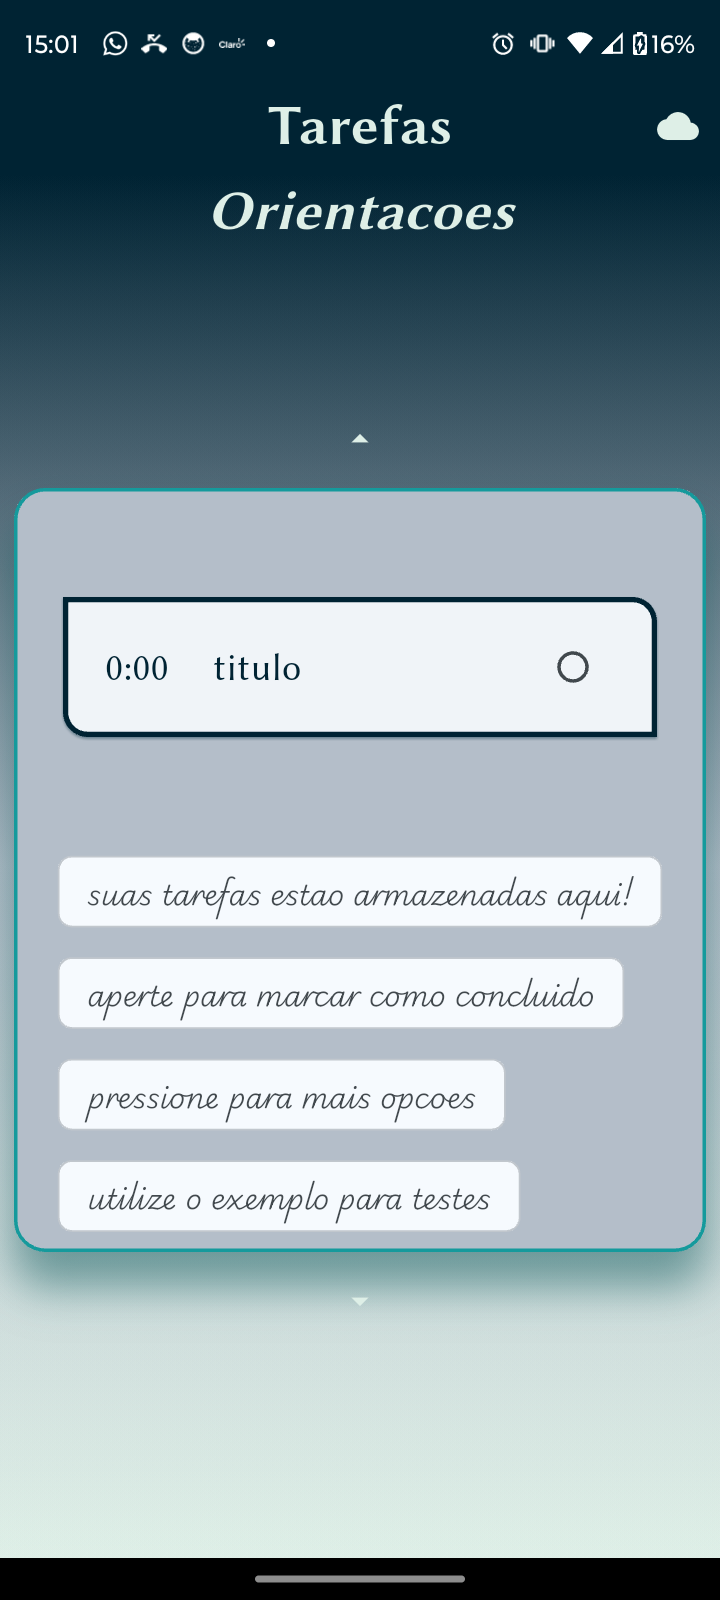 15:01 Claro 16%
Tarefas
Orientacoes
0:00 titulo
suas tarefas estao armazenadas aqui!
aperte para marcar como concluido
pressione para mais opcoes
utilize o exemplo para testes